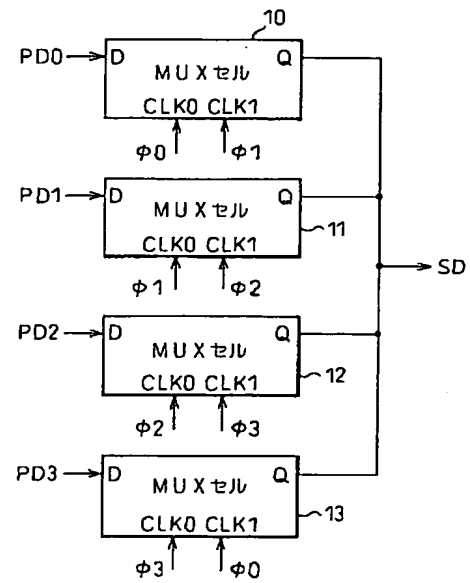 10
PD0 D Q
MUXセル
CLK0 CLK1
φ0 φ1
PD1 D Q
MUXセル
11
CLK0 CLK1
φ1 φ2
SD
PD2 D Q
MUXセル
12
CLK0 CLK1
φ2 φ3
PD3 D Q
MUXセル
13
CLK0 CLK1
φ3 φ0